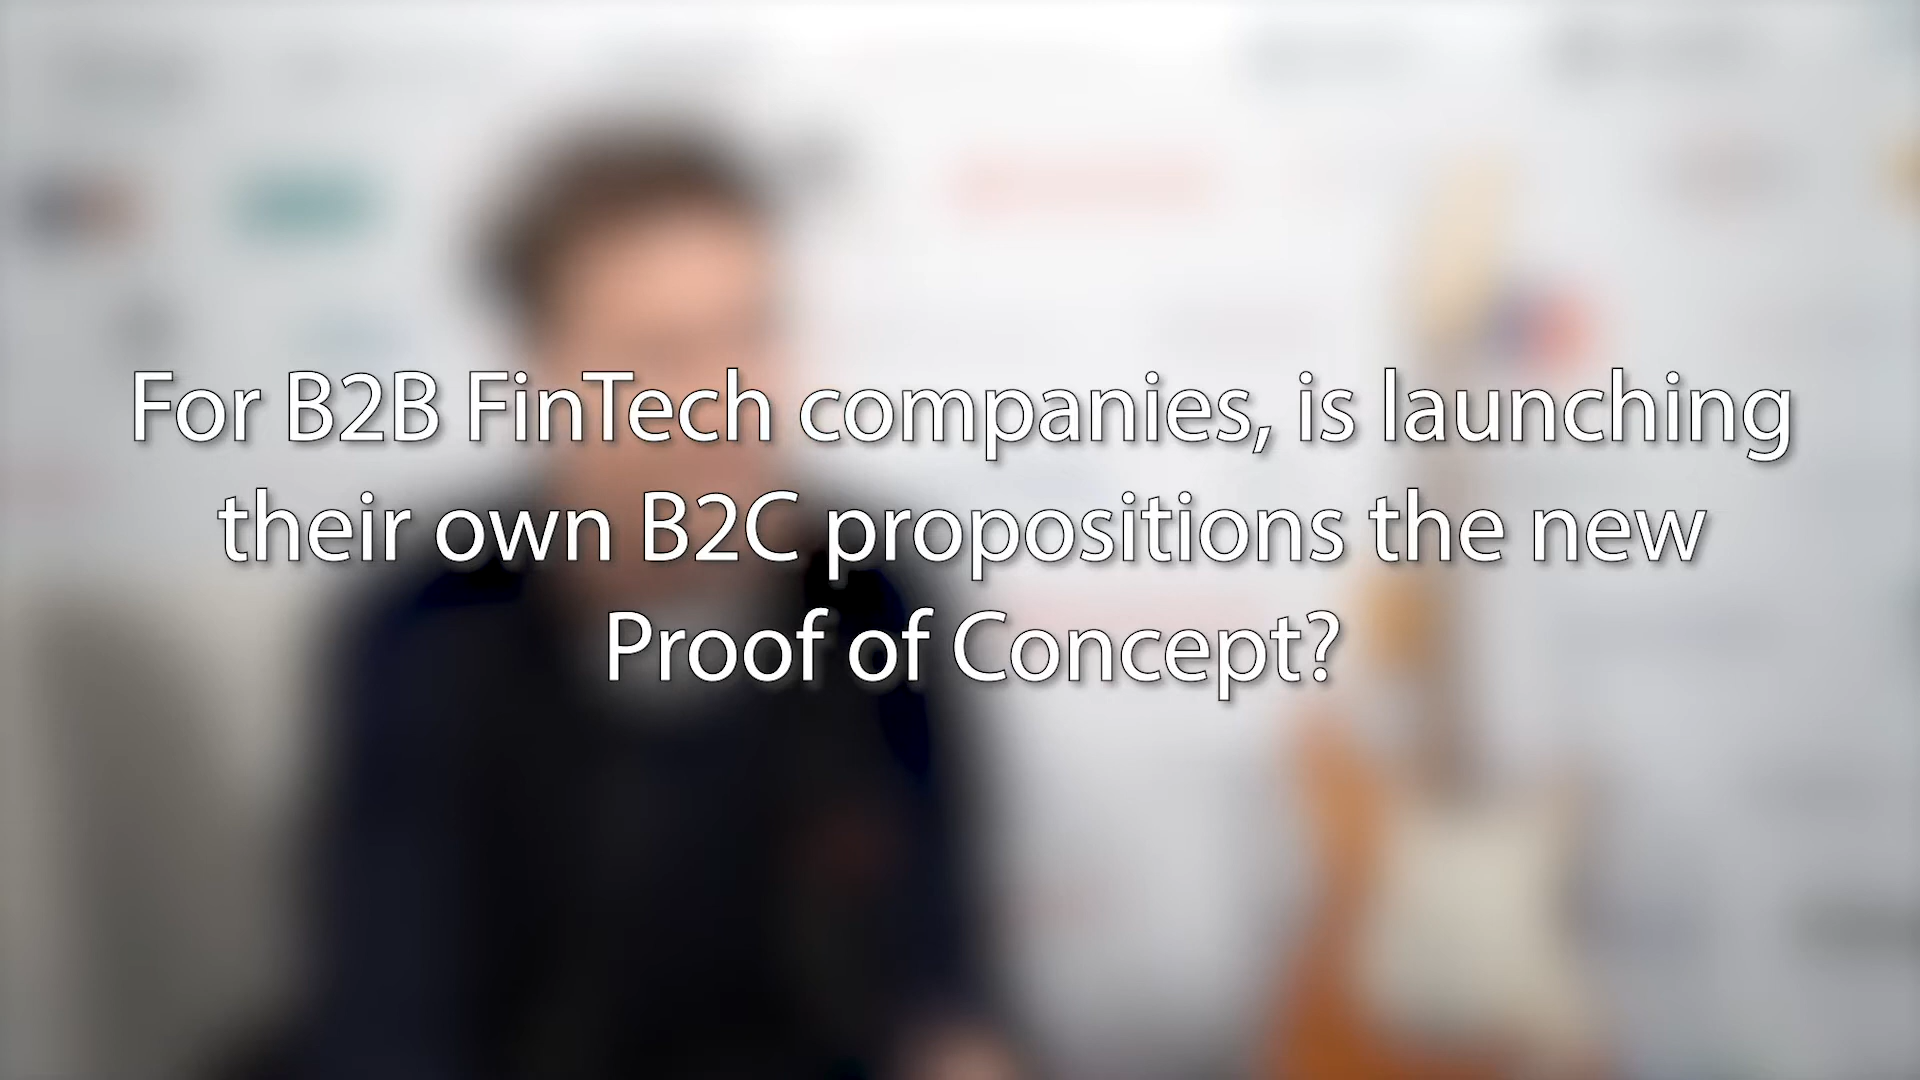 For B2B FinTech companies, is launching
their own B2C propositions the new
Proof of Concept?